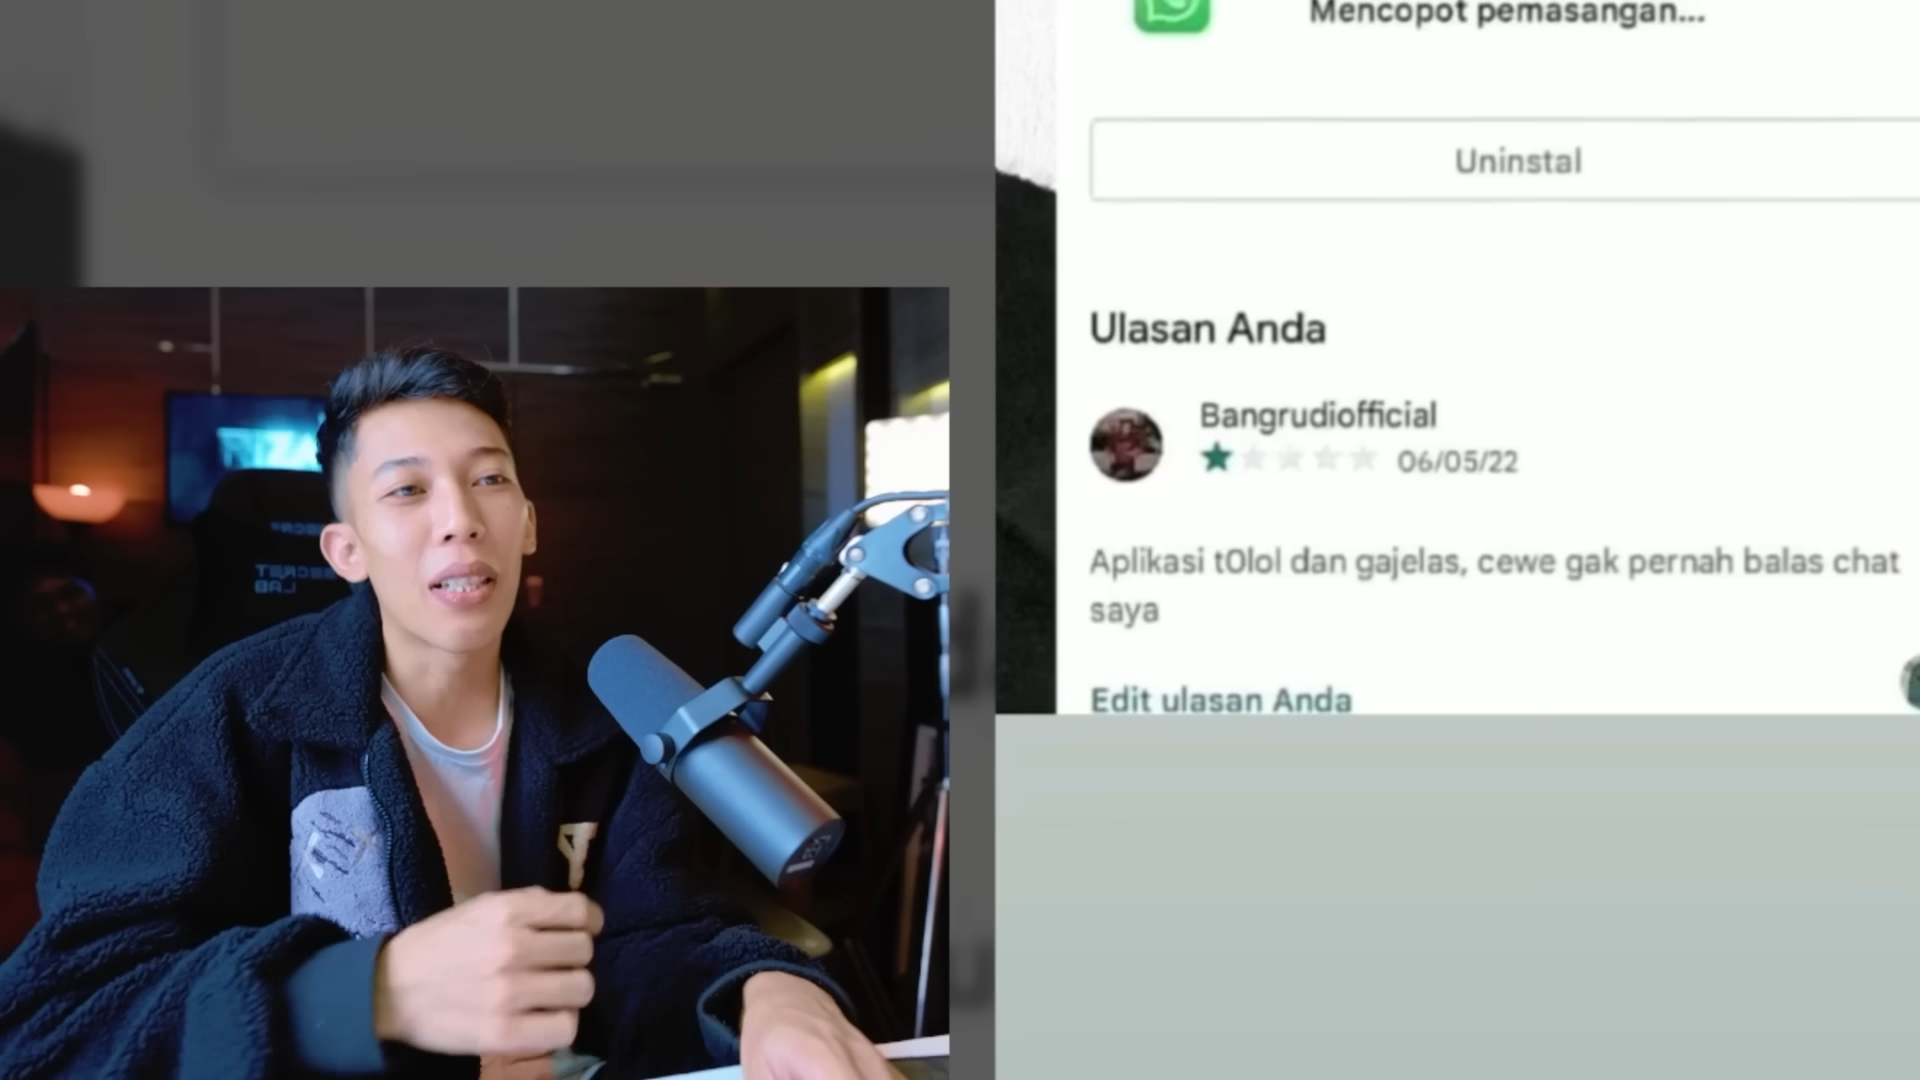 Mencopot pemasangan...
Uninstal
Ulasan Anda
Bangrudiofficial
06/05/22
Aplikasi t0lol dan gajelas, cewe gak pernah balas chat
saya
Edit ulasan Anda